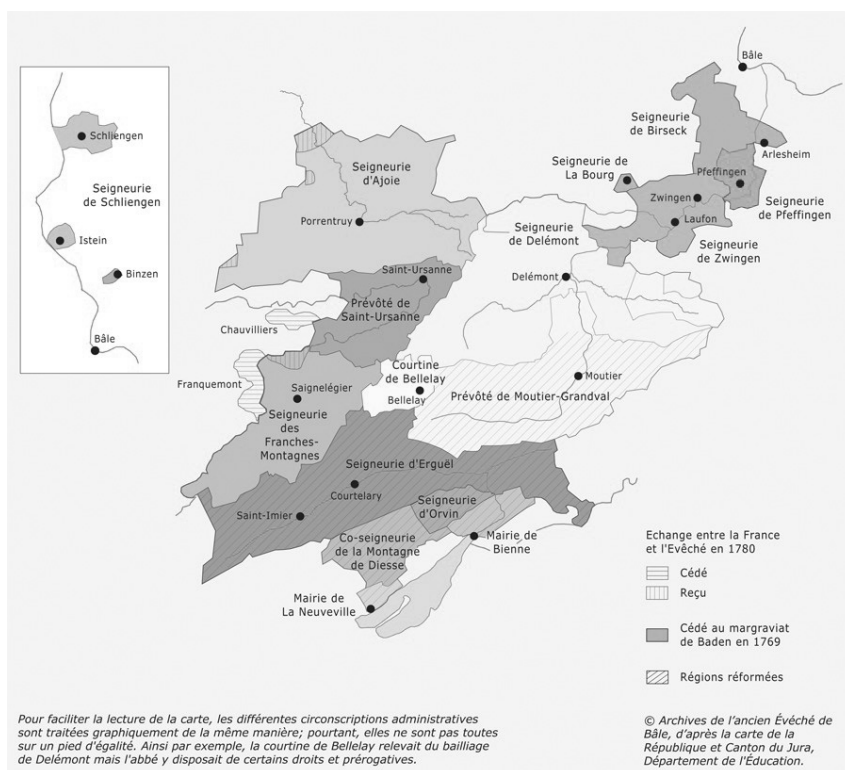 Schliengen
Seigneurie
de Schliengen
Istein
Binzen
Bâle
Bâle
Seigneurie
de Birseck
Arlesheim
Seigneurie de
La Bourg
Pfeffingen
Zwingen
Seigneurie
de Pfeffingen
Laufon
Seigneurie
de Zwingen
Seigneurie
d'Ajoie
Porrentruy
Seigneurie
de Delémont
Delémont
Saint-Ursanne
Prévôté de
Saint-Ursanne
Chauvilliers
Franquemont
Courtine
de Bellelay
Bellelay
Moutier
Prévôté de Moutier-Grandval
Saignelégier
Seigneurie
des
Franches-
Montagnes
Seigneurie d'Erguël
Courtelary
Saint-Imier
Seigneurie
d'Orvin
Co-seigneurie
de la Montagne
de Diesse
Mairie de
Bienne
Mairie de
La Neuveville
Echange entre la France
et l'Evêché en 1780
Cédé
Reçu
Cédé au margraviat
de Baden en 1769
Régions réformées
Pour faciliter la lecture de la carte, les différentes circonscriptions administratives
sont traitées graphiquement de la même manière; pourtant, elles ne sont pas toutes
sur un pied d'égalité. Ainsi par exemple, la courtine de Bellelay relevait du bailliage
de Delémont mais l'abbé y disposait de certains droits et prérogatives.
© Archives de l'ancien Évêché de
Bâle, d'après la carte de la
République et Canton du Jura,
Département de l'Éducation.